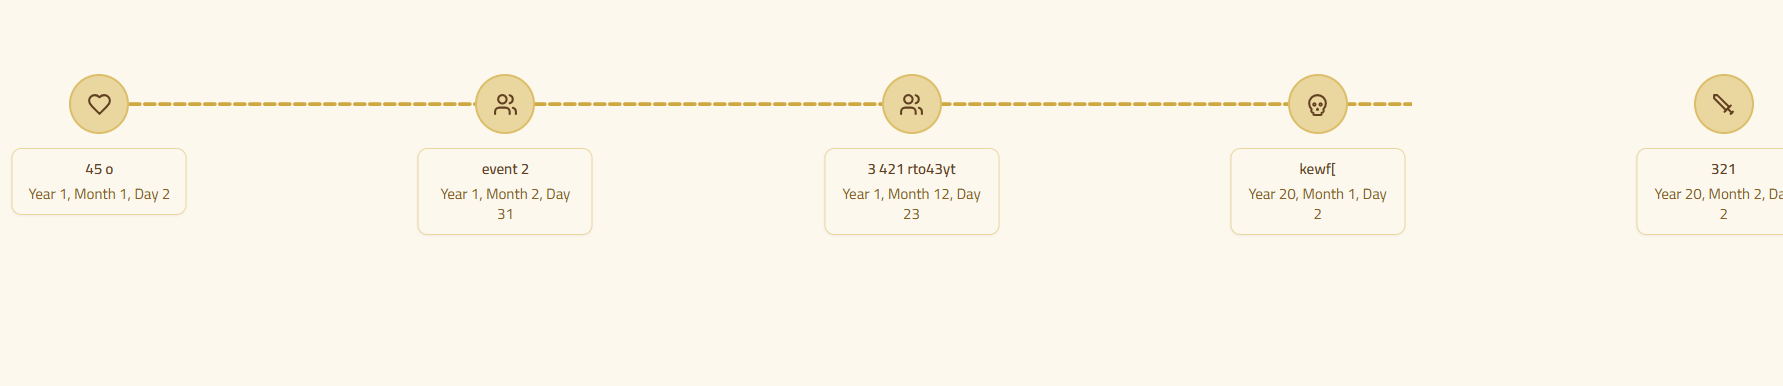 45 o
Year 1, Month 1, Day 2
event 2
Year 1, Month 2, Day
31
3 421 rto43yt
Year 1, Month 12, Day
23
kewf[
Year 20, Month 1, Day
2
321
Year 20, Month 2, Da
2